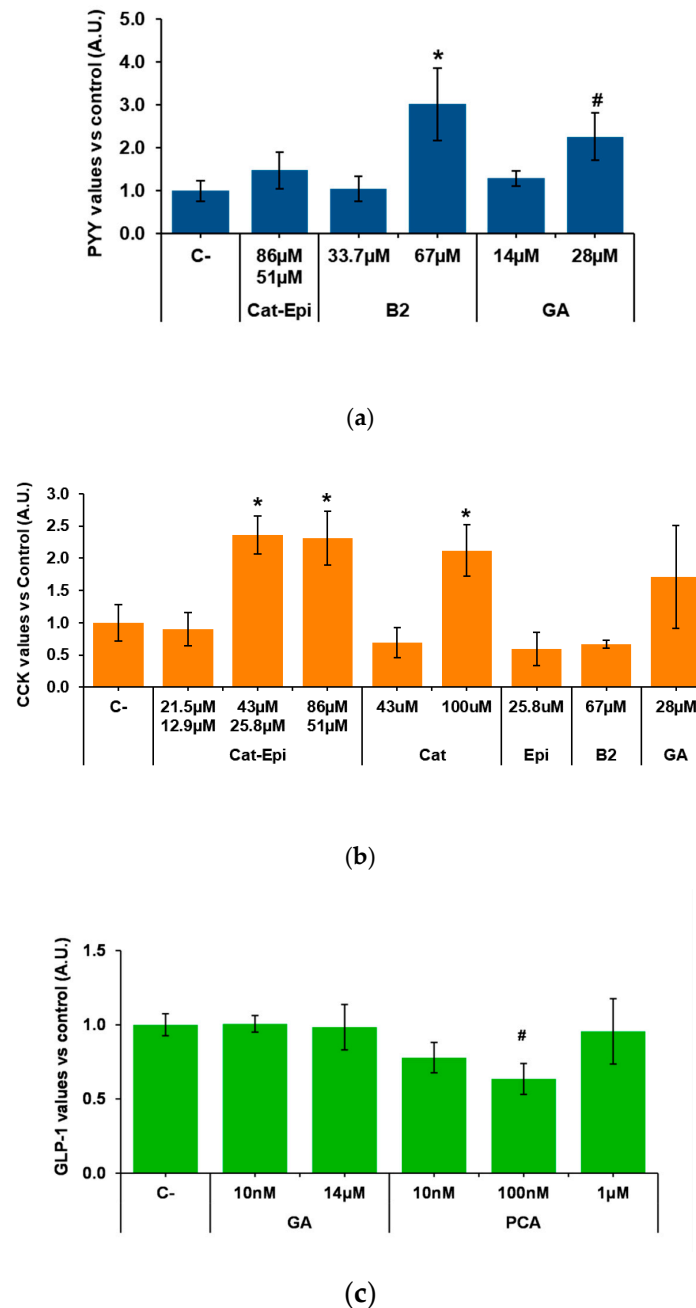 PYY values vs control (A.U.)
5.0
4.0
3.0
2.0
1.0
0.0
*
#
C-
86µM
51µM
33.7µM
67µM
14µM
28µM
Cat-Epi
B2
GA
(a)
CCK values vs Control (A.U.)
3.0
2.5
2.0
1.5
1.0
0.5
0.0
*
*
*
C-
21.5µM
12.9µM
43µM
25.8µM
86µM
51µM
43uM
100uM
25.8uM
67µM
28µM
Cat-Epi
Cat
Epi
B2
GA
(b)
GLP-1 values vs control (A.U.)
1.5
1.0
0.5
0.0
#
C-
10nM
14µM
10nM
100nM
1µM
GA
PCA
(c)